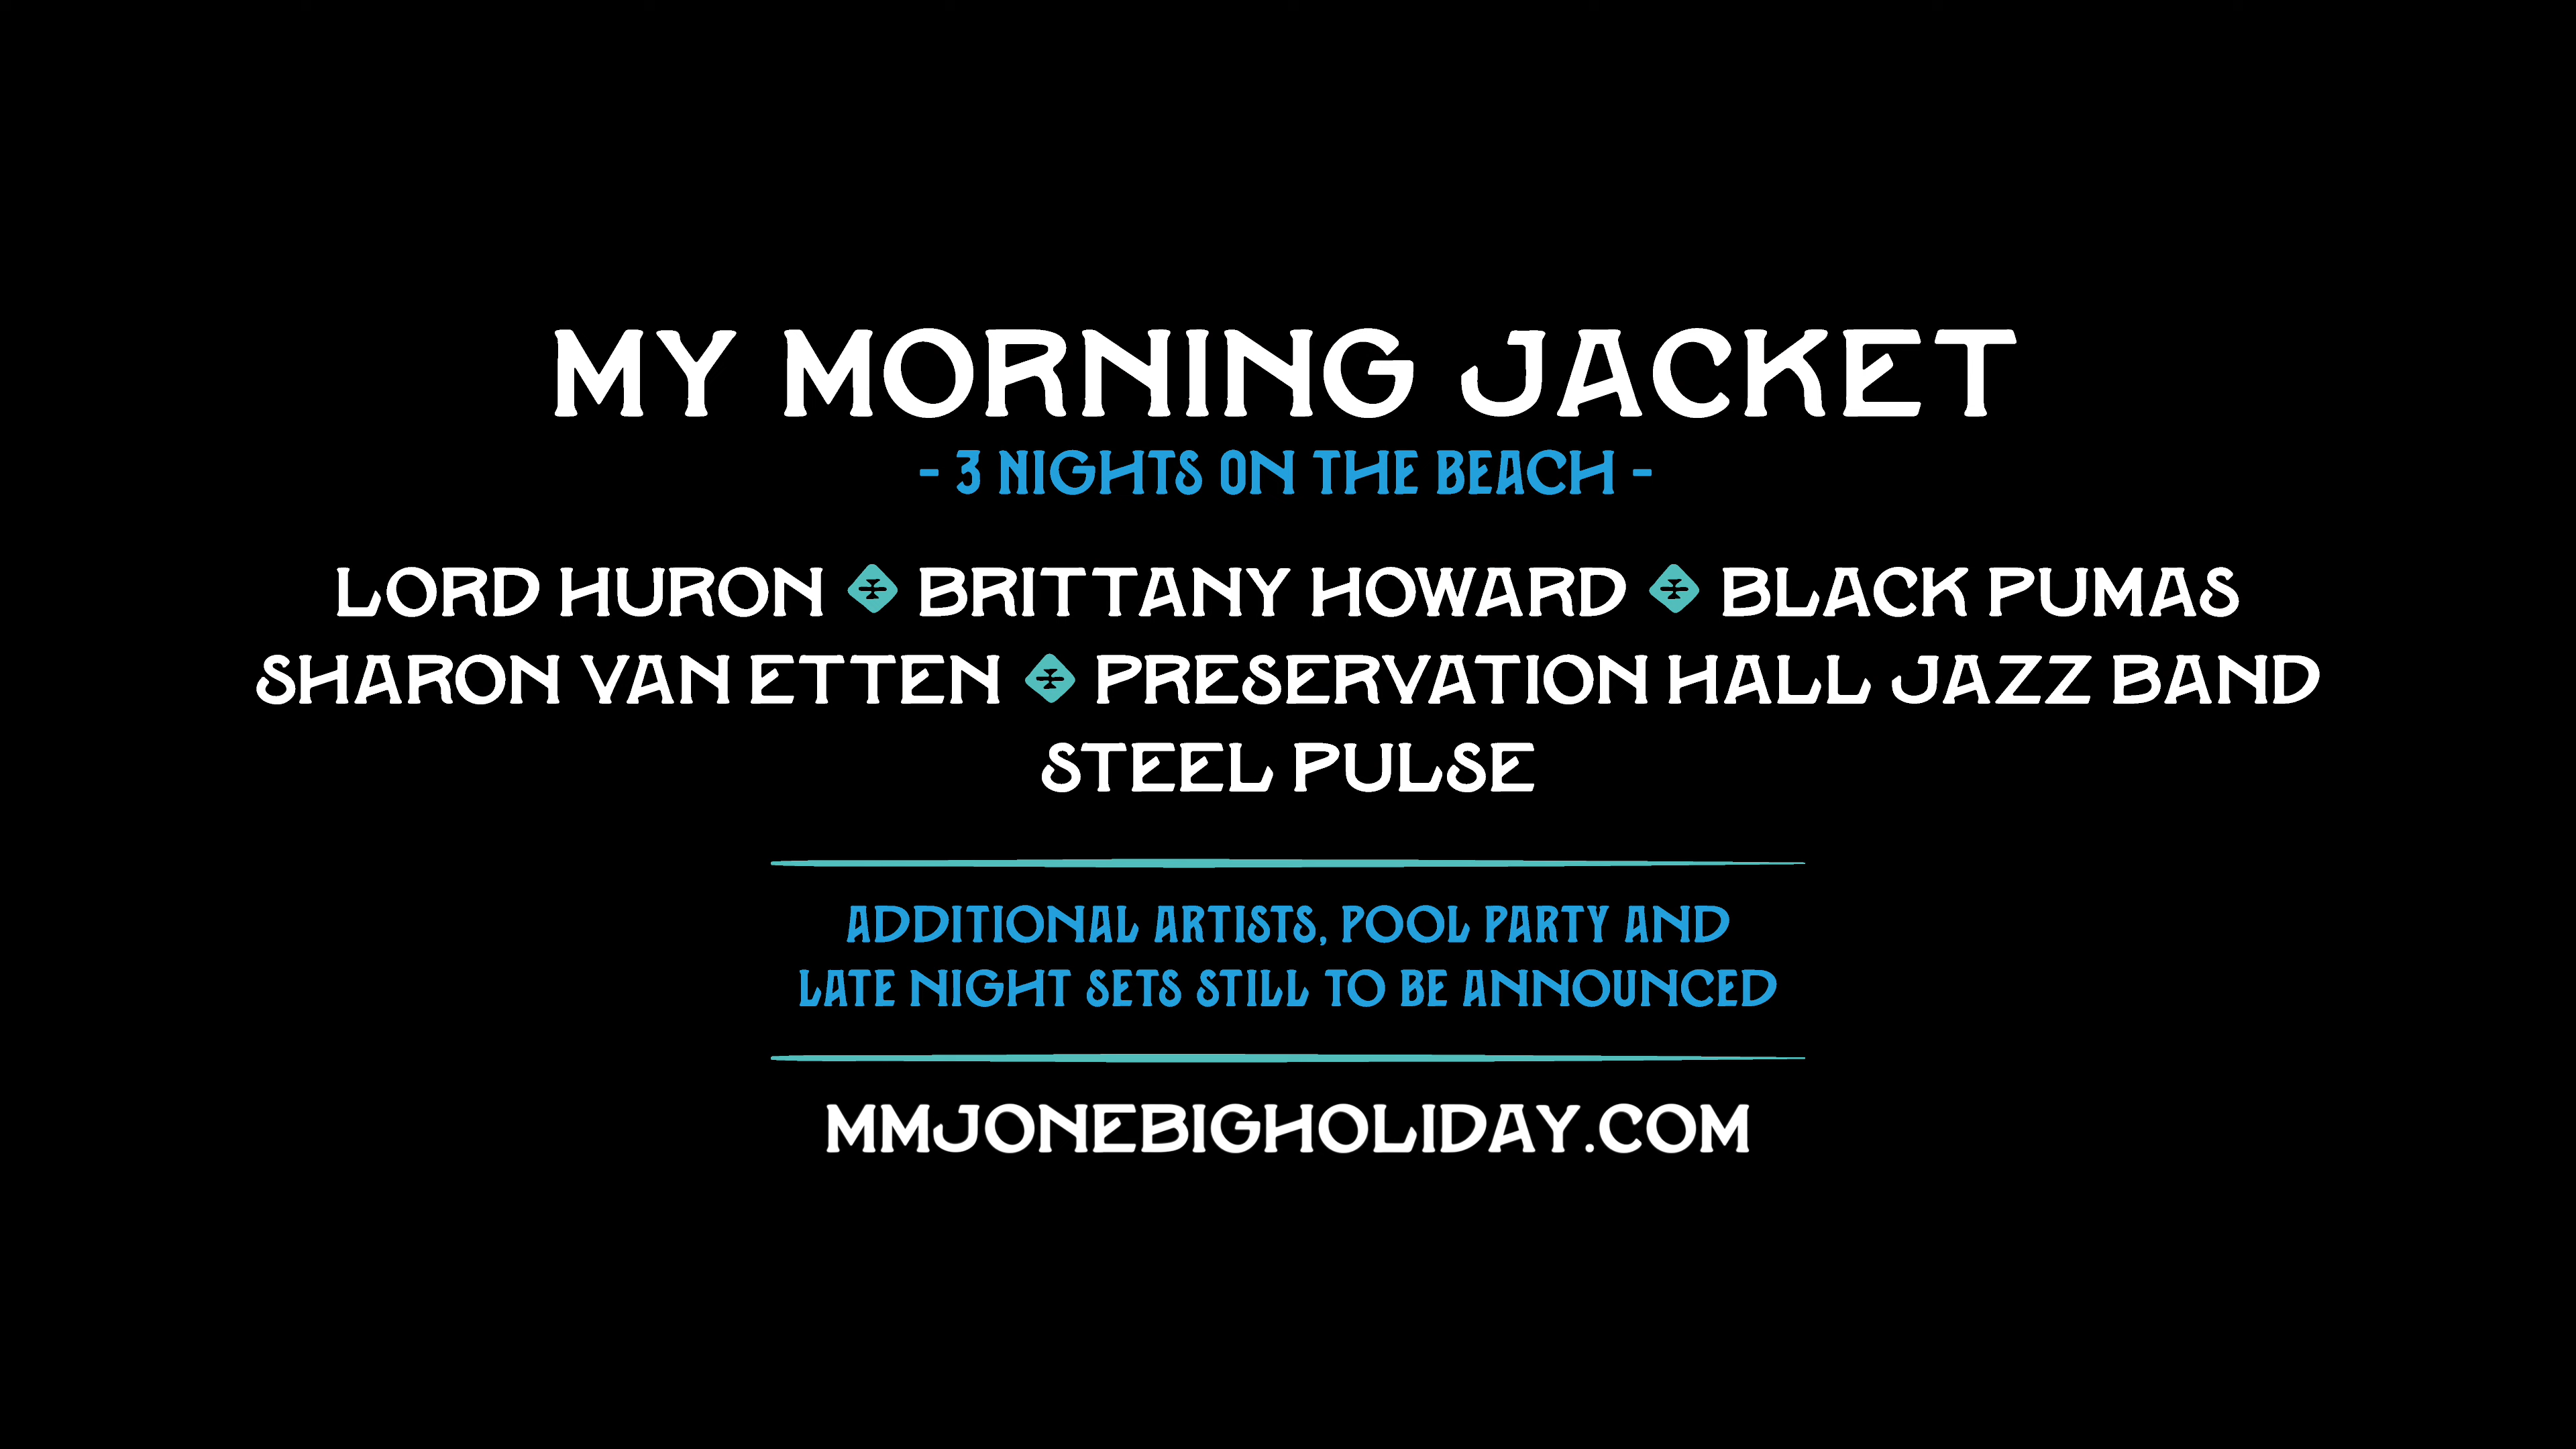 MY MORNING JACKET
- 3 NIGHTS ON THE BEACH -
LORD HURON BRITTANY HOWARD BLACK PUMAS
SHARON VAN ETTEN PRESERVATION HALL JAZZ BAND
STEEL PULSE
ADDITIONAL ARTISTS, POOL PARTY AND
LATE NIGHT SETS STILL TO BE ANNOUNCED
MMJONEBIGHOLIDAY.COM